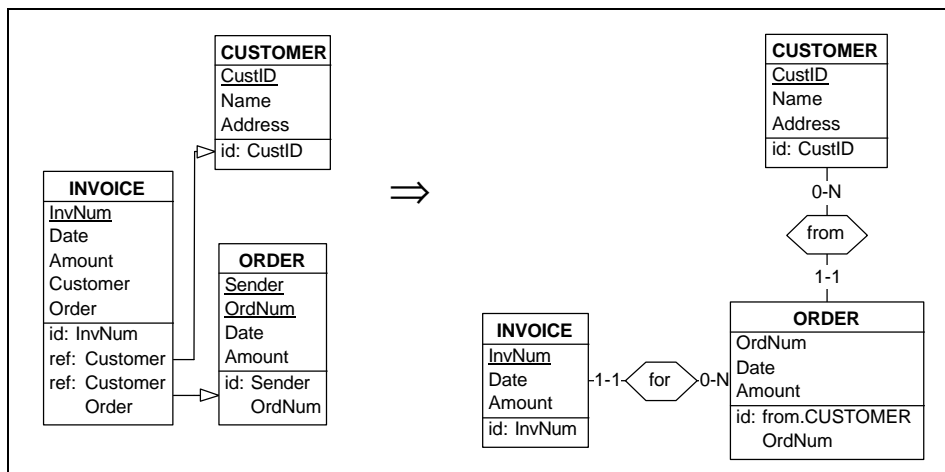 CUSTOMER
CustID
Name
Address
id: CustID
INVOICE
InvNum
Date
Amount
Customer
Order
id: InvNum
ref: Customer
ref: Customer
Order
ORDER
Sender
OrdNum
Date
Amount
id: Sender
OrdNum
⇒
CUSTOMER
CustID
Name
Address
id: CustID
0-N
from
1-1
INVOICE
InvNum
Date
Amount
id: InvNum
1-1
for
0-N
ORDER
OrdNum
Date
Amount
id: from.CUSTOMER
OrdNum